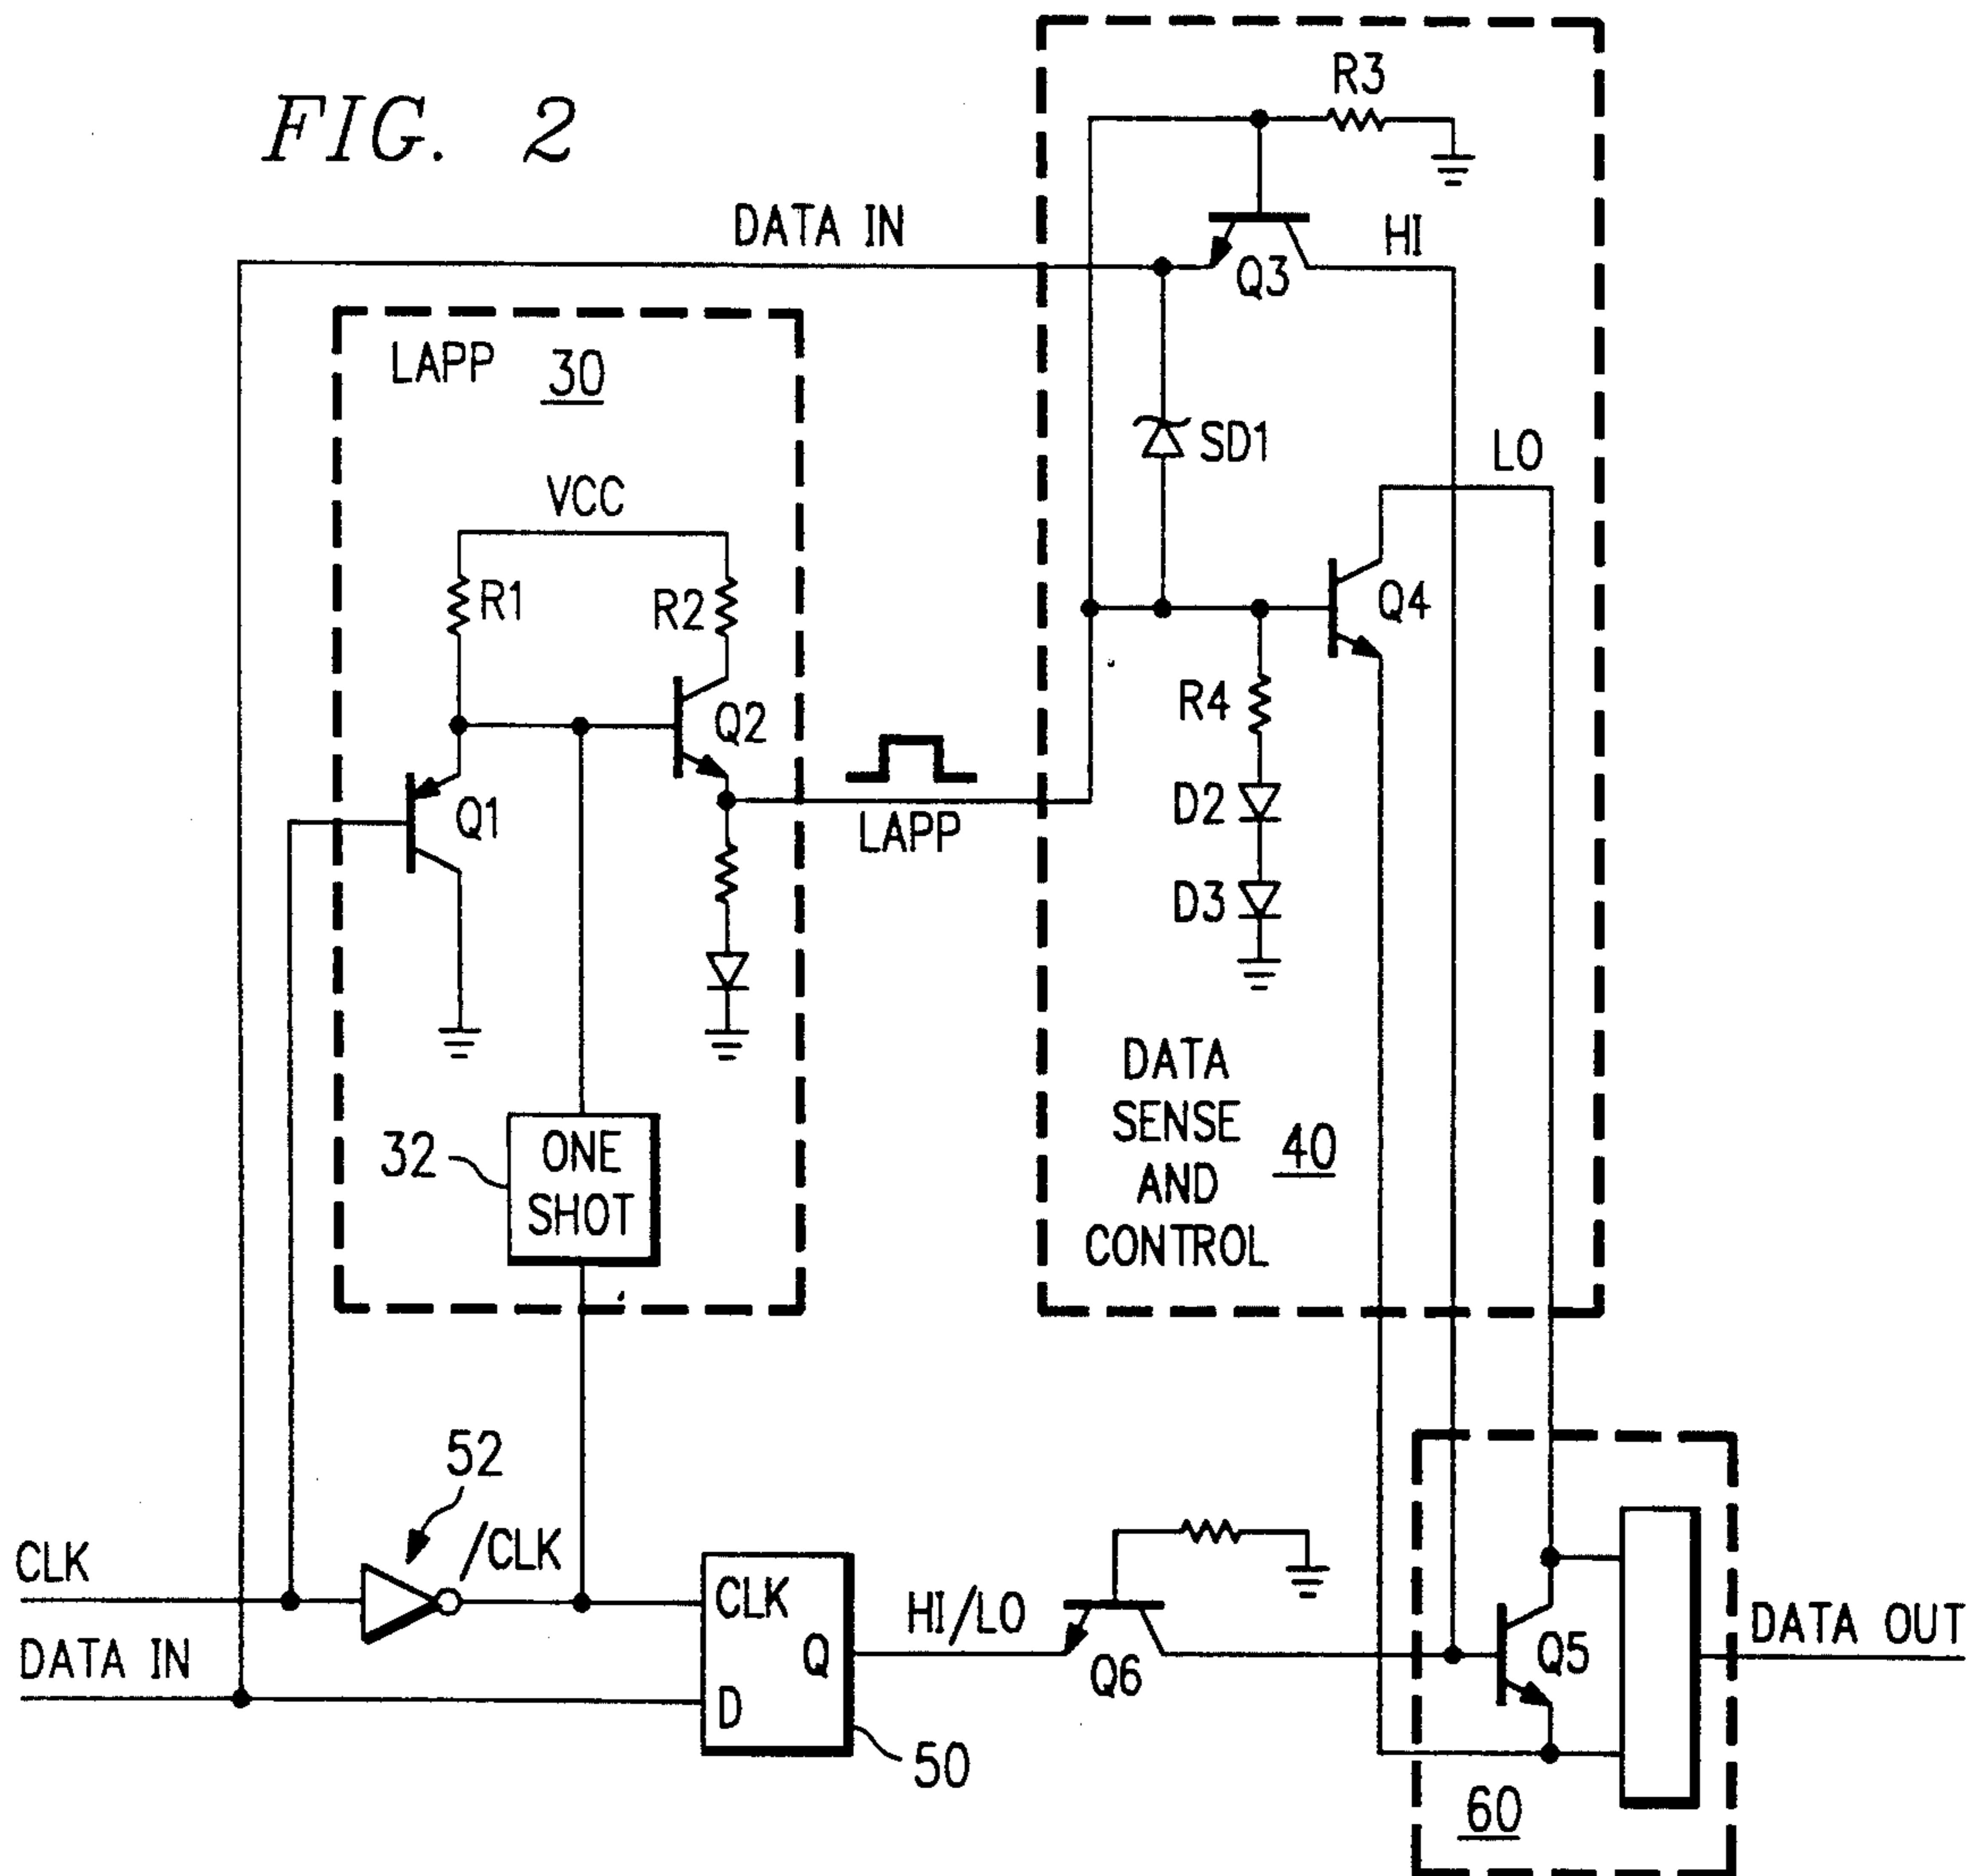 FIG. 2
R3
DATA IN
HI
Q3
LAPP
30
SD1
LO
VCC
R1
R2
Q4
Q2
R4
Q1
LAPP
D2
D3
32
ONE
SHOT
DATA
SENSE
AND
CONTROL
40
52
CLK
/CLK
CLK
HI/LO
DATA OUT
DATA IN
Q
Q6
Q5
D
50
60